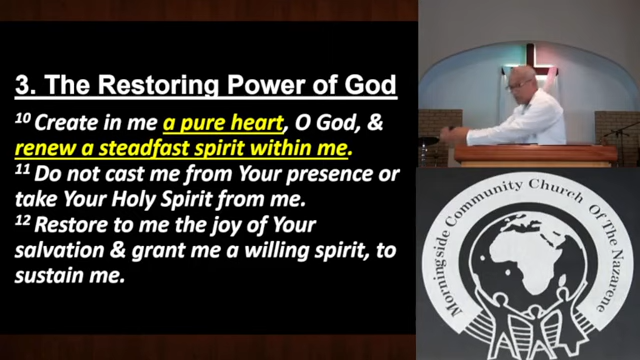 3. The Restoring Power of God
10 Create in me a pure heart, O God, &
renew a steadfast spirit within me.
11 Do not cast me from Your presence or
take Your Holy Spirit from me.
12 Restore to me the joy of Your
salvation & grant me a willing spirit, to
sustain me.
Morningside Community Church Of The Nazarene